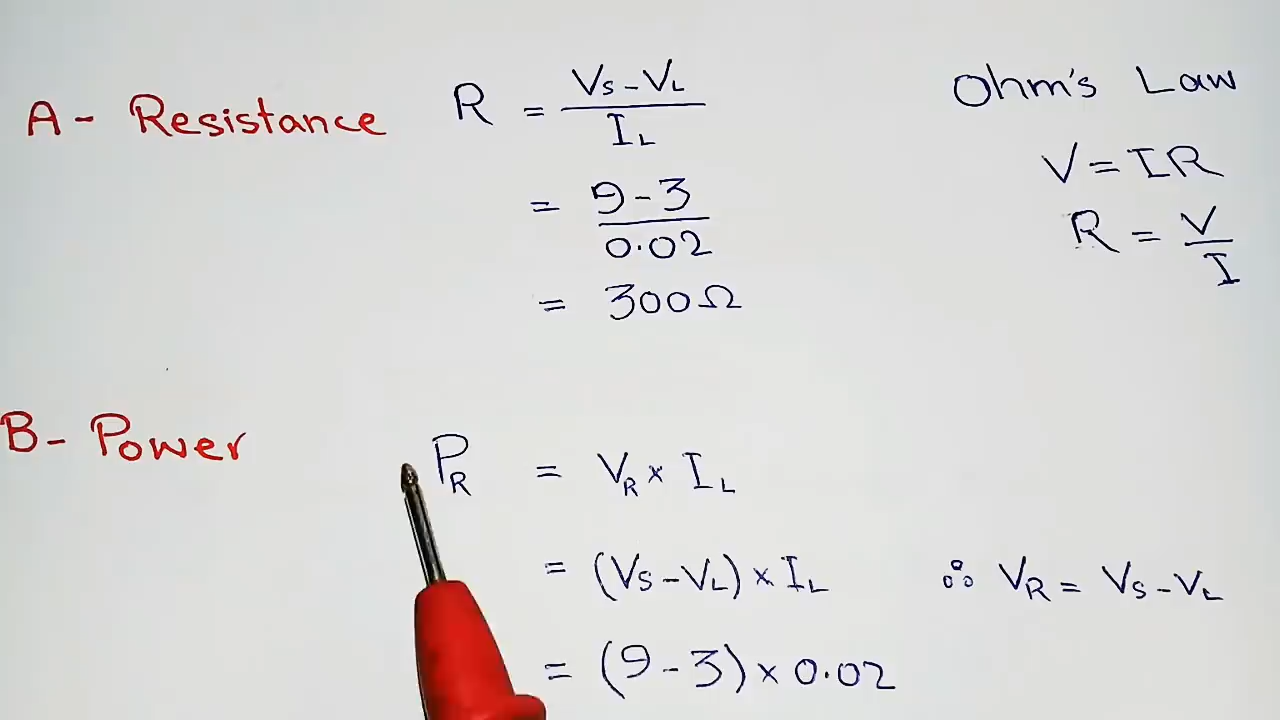 A - Resistance R = Vs - VL / IL
= 9 - 3 / 0.02
= 300Ω
Ohm's Law
V = IR
R = V / I
B - Power PR = VR × IL
= (Vs - VL) × IL ∴ VR = Vs - VL
= (9 - 3) × 0.02